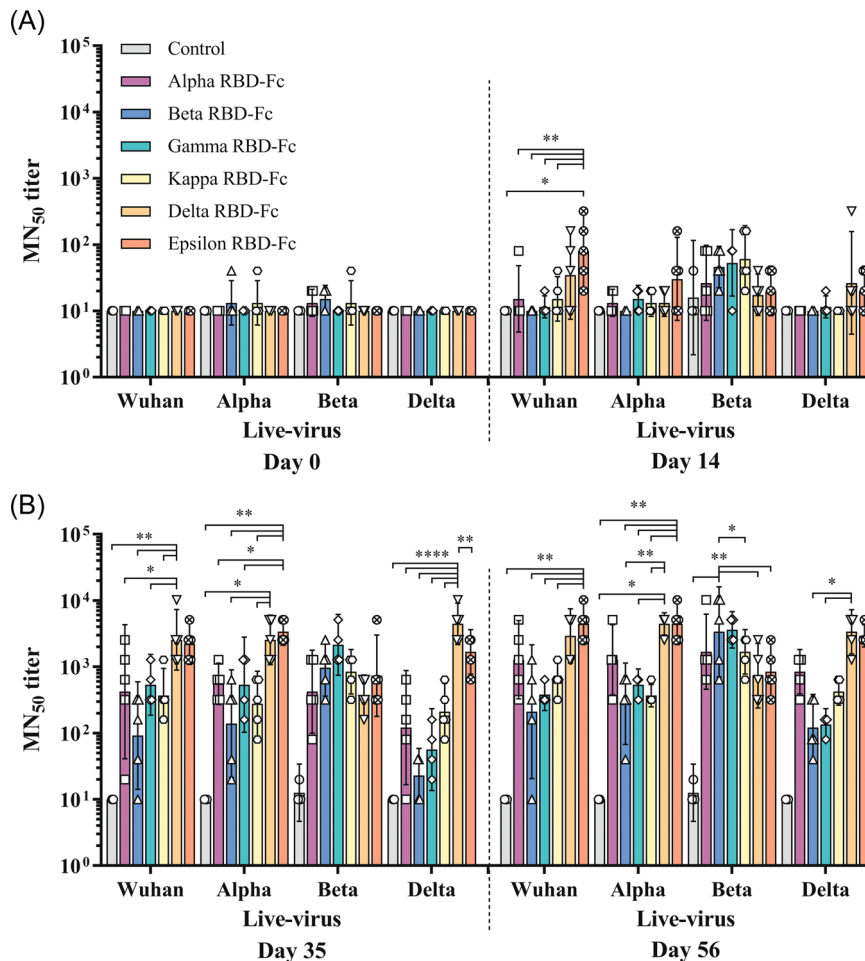 (A)
10⁵
10⁴
10³
10²
10¹
10⁰
MN₅₀ titer
Control
Alpha RBD-Fc
Beta RBD-Fc
Gamma RBD-Fc
Kappa RBD-Fc
Delta RBD-Fc
Epsilon RBD-Fc
**
*
Wuhan Alpha Beta Delta Wuhan Alpha Beta Delta
Live-virus Live-virus
Day 0 Day 14
(B)
10⁵
10⁴
10³
10²
10¹
10⁰
MN₅₀ titer
** ** **** ** ** ** *
* * ** **
* * *
Wuhan Alpha Beta Delta Wuhan Alpha Beta Delta
Live-virus Live-virus
Day 35 Day 56